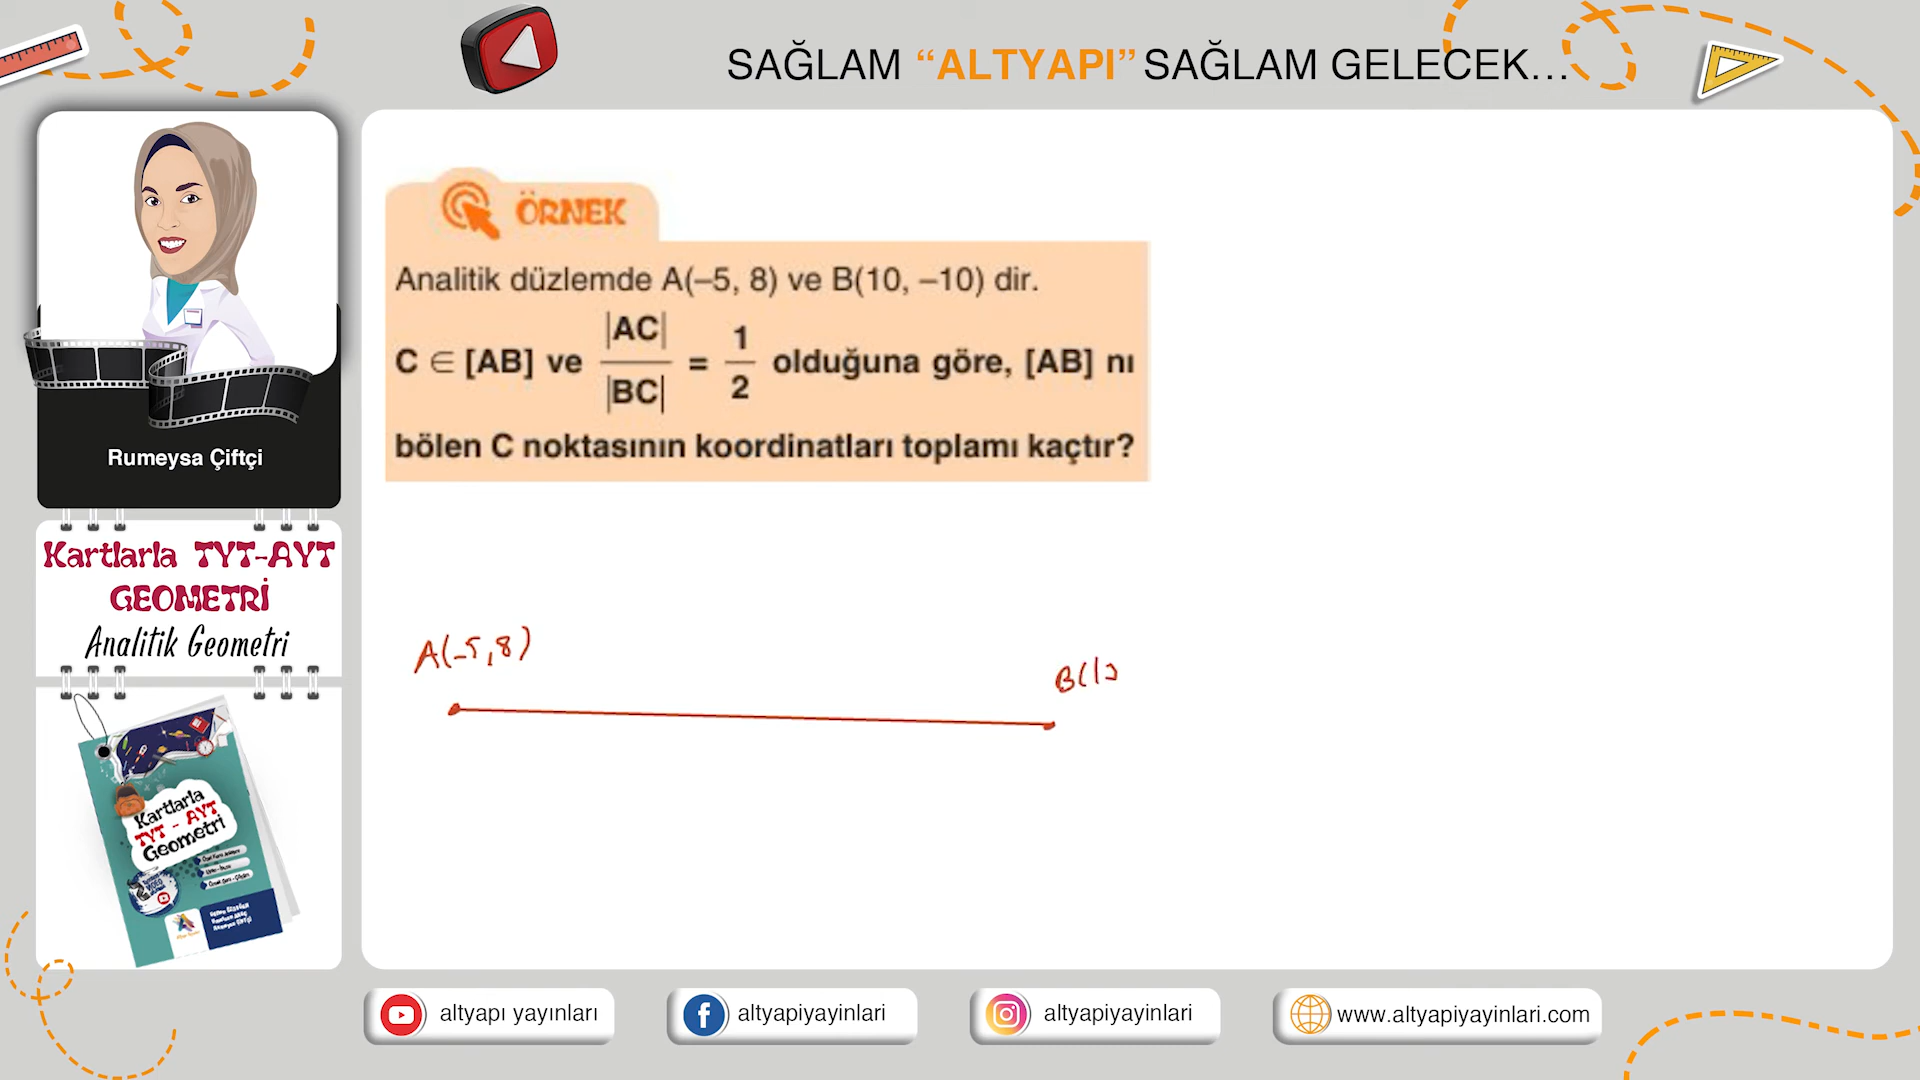 SAĞLAM “ALTYAPI” SAĞLAM GELECEK...
ÖRNEK
Analitik düzlemde A(–5, 8) ve B(10, –10) dir.
C ∈ [AB] ve |AC| / |BC| = 1 / 2 olduğuna göre, [AB] nı
bölen C noktasının koordinatları toplamı kaçtır?
A(-5,8)
B(1
Rumeysa Çiftçi
Kartlarla TYT-AYT
GEOMETRİ
Analitik Geometri
Kartlarla
TYT - AYT
Geometri
altyapı yayınları
altyapiyayinlari
altyapiyayinlari
www.altyapiyayinlari.com